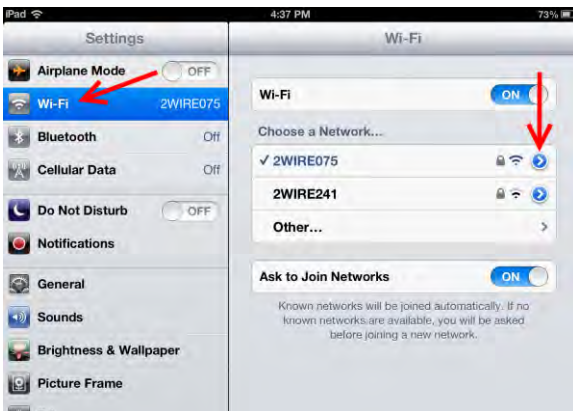 iPad 4:37 PM 73%
Settings
Airplane Mode OFF
Wi-Fi 2WIRE075
Bluetooth Off
Cellular Data Off
Do Not Disturb OFF
Notifications
General
Sounds
Brightness & Wallpaper
Picture Frame
Wi-Fi
Wi-Fi ON
Choose a Network...
✓ 2WIRE075
2WIRE241
Other...
Ask to Join Networks ON
Known networks will be joined automatically. If no
known networks are available, you will be asked
before joining a new network.